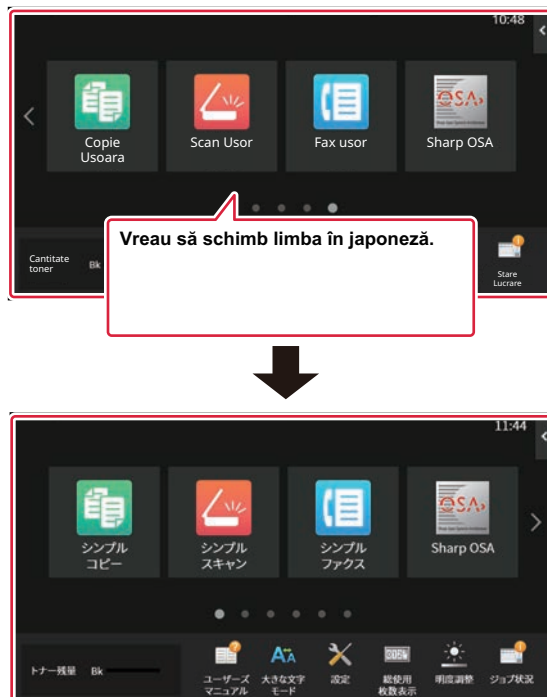 10:48
Copie
Usoara
Scan Usor
Fax usor
Sharp OSA
Vreau să schimb limba în japoneză.
Cantitate
toner
Bk
Stare
Lucrare
11:44
シンプル
コピー
シンプル
スキャン
シンプル
ファクス
Sharp OSA
トナー残量 Bk
ユーザーズ
マニュアル
大きな文字
モード
設定
総使用
枚数表示
明度調整
ジョブ状況